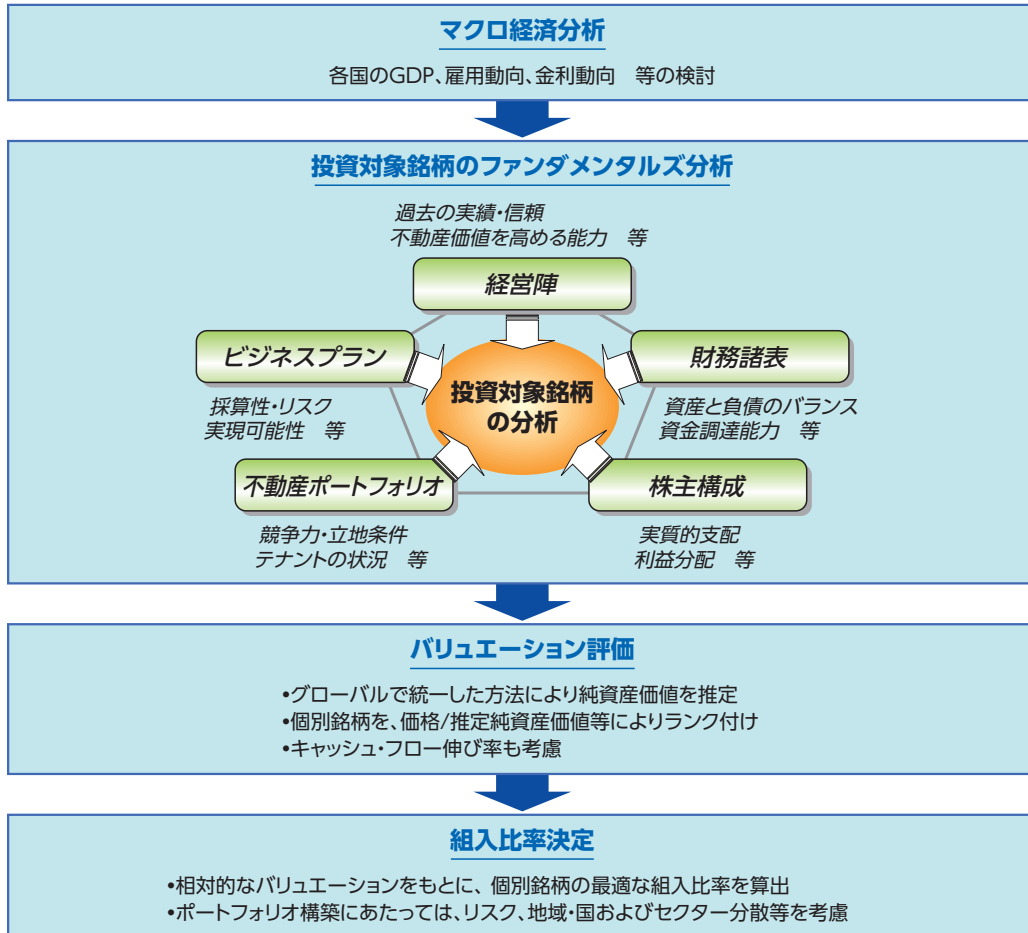 マクロ経済分析
各国のGDP、雇用動向、金利動向　等の検討
投資対象銘柄のファンダメンタルズ分析
過去の実績・信頼
不動産価値を高める能力　等
経営陣
ビジネスプラン
採算性・リスク
実現可能性　等
財務諸表
資産と負債のバランス
資金調達能力　等
投資対象銘柄
の分析
不動産ポートフォリオ
競争力・立地条件
テナントの状況　等
株主構成
実質的支配
利益分配　等
バリュエーション評価
•グローバルで統一した方法により純資産価値を推定
•個別銘柄を、価格/推定純資産価値等によりランク付け
•キャッシュ・フロー伸び率も考慮
組入比率決定
•相対的なバリュエーションをもとに、個別銘柄の最適な組入比率を算出
•ポートフォリオ構築にあたっては、リスク、地域・国およびセクター分散等を考慮